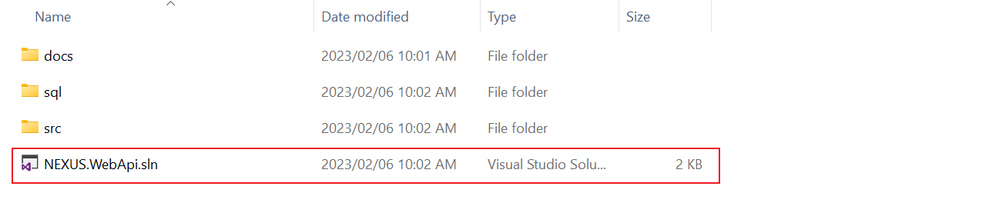 Name Date modified Type Size
docs 2023/02/06 10:01 AM File folder
sql 2023/02/06 10:02 AM File folder
src 2023/02/06 10:02 AM File folder
NEXUS.WebApi.sln 2023/02/06 10:02 AM Visual Studio Solu... 2 KB